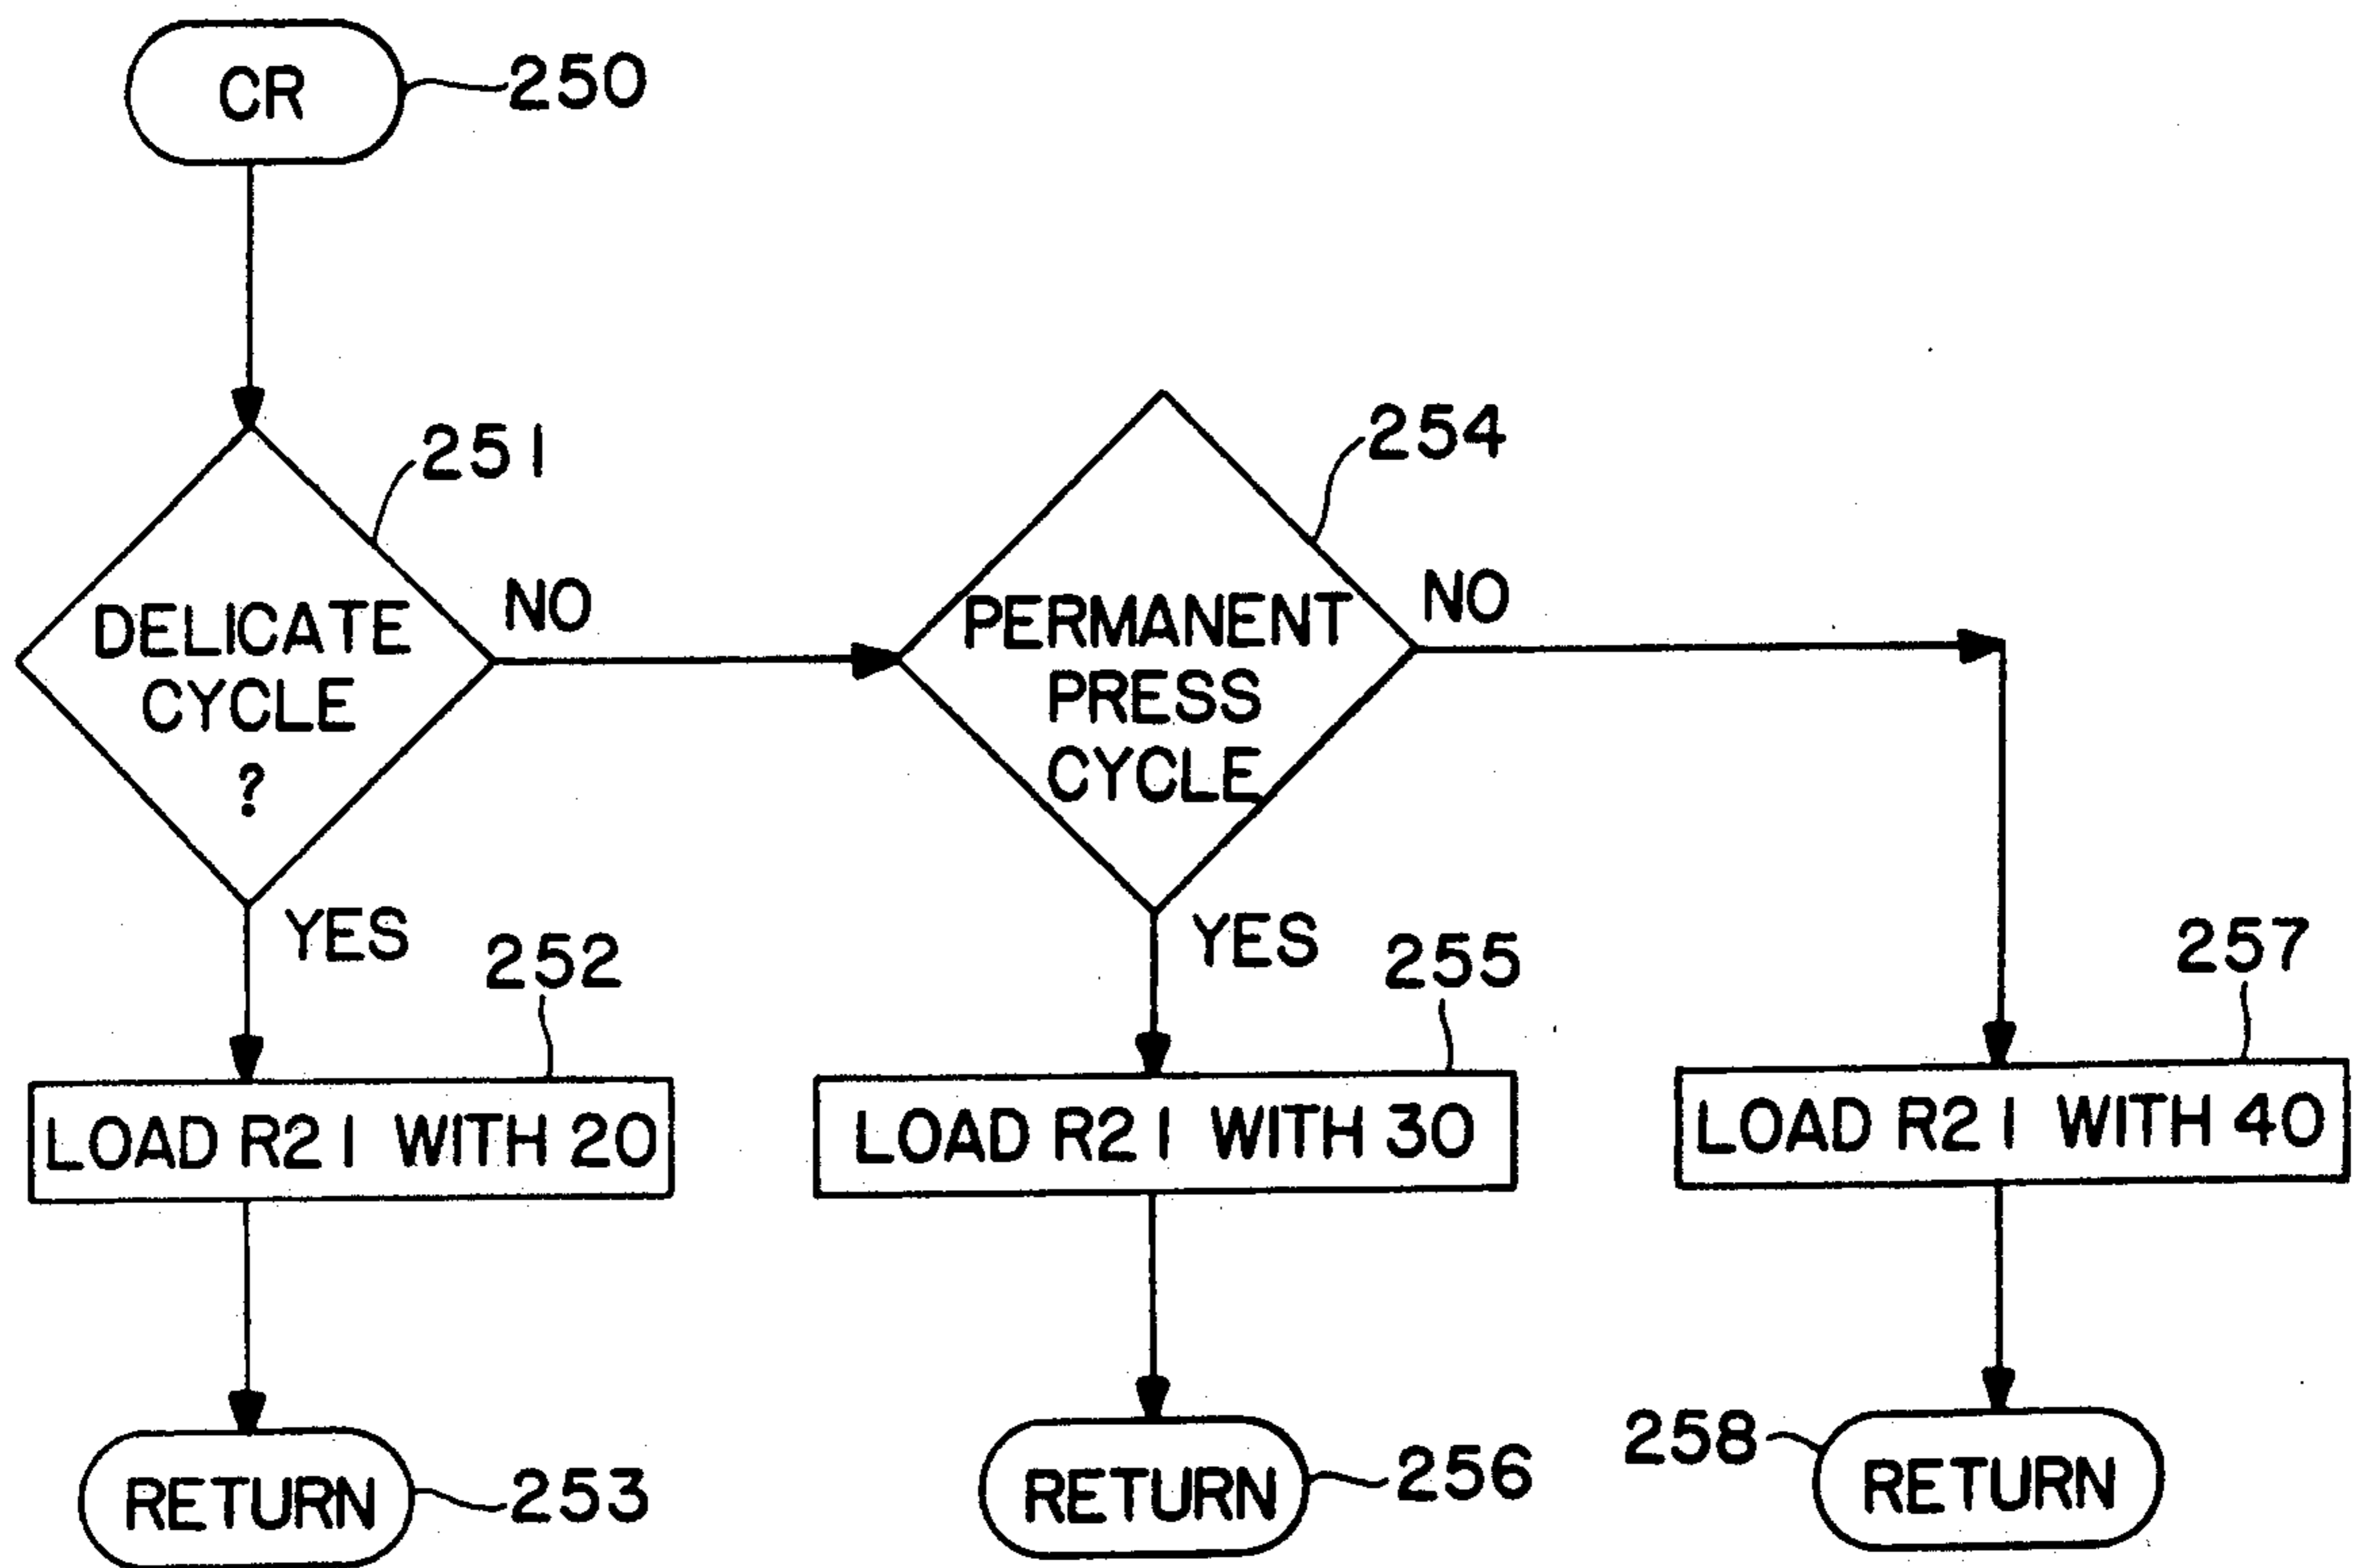 CR
250
251
254
DELICATE
CYCLE
?
NO
PERMANENT
PRESS
CYCLE
NO
YES
252
YES
255
257
LOAD R21 WITH 20
LOAD R21 WITH 30
LOAD R21 WITH 40
RETURN
253
RETURN
256
258
RETURN